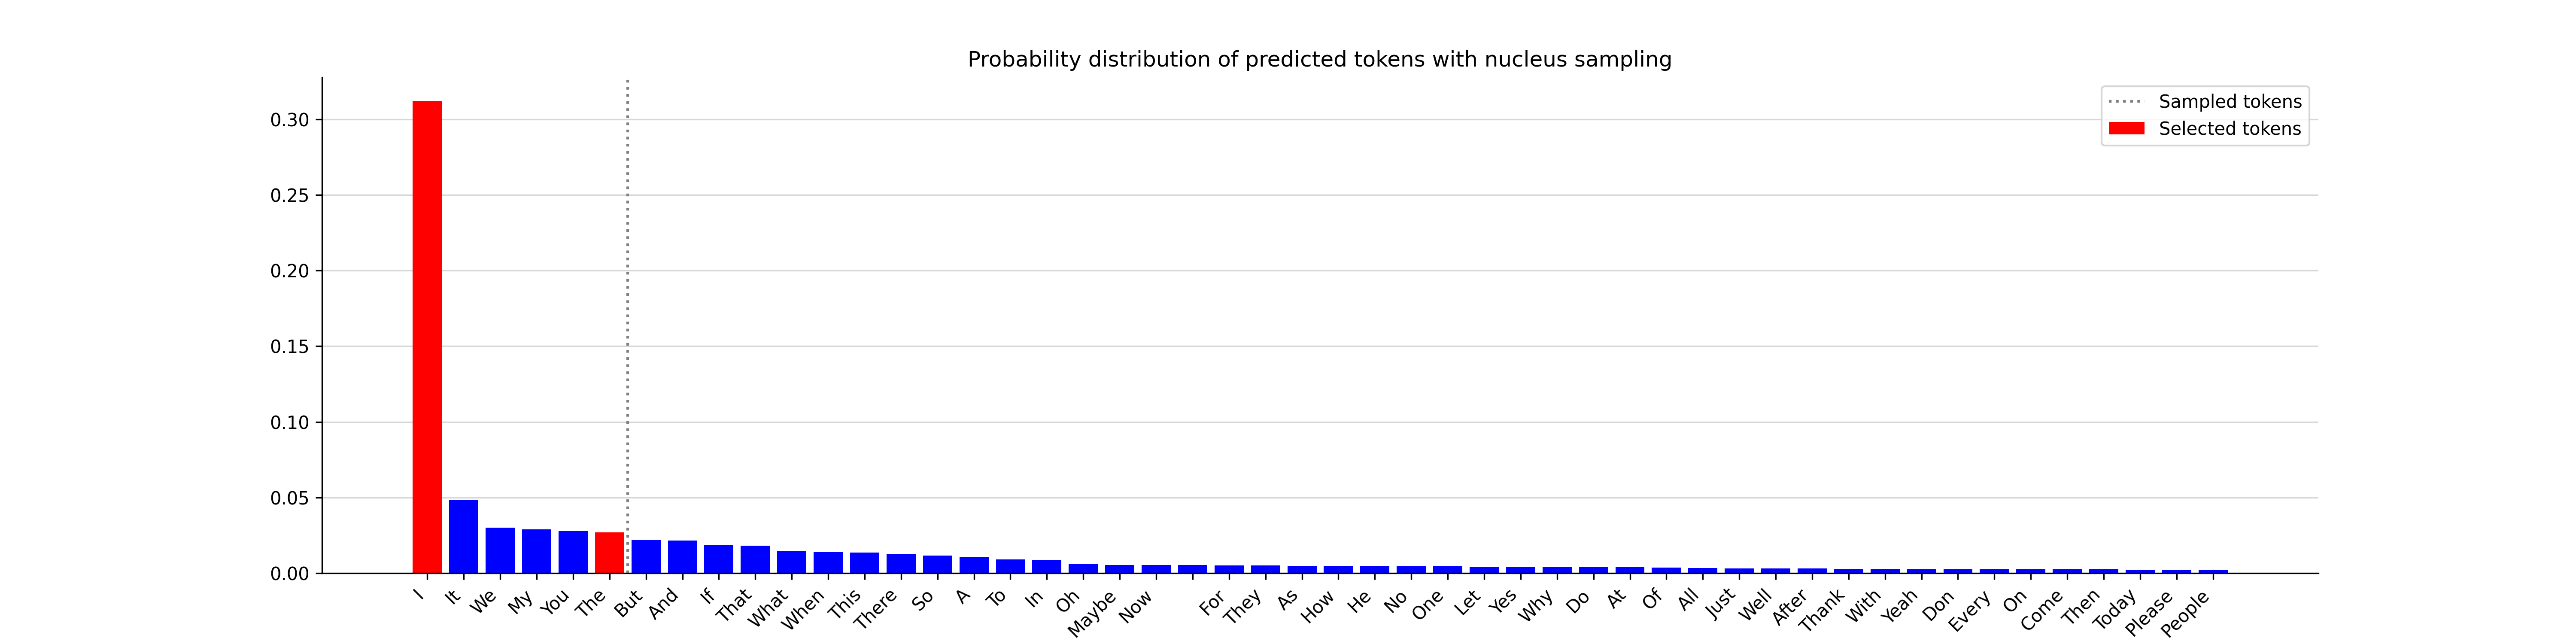 Probability distribution of predicted tokens with nucleus sampling
Sampled tokens
Selected tokens
0.30
0.25
0.20
0.15
0.10
0.05
0.00
I It We My You The But And If That What When This There So A To In Oh Maybe Now For They As How He No One Let Yes Why Do At Of All Just Well After Thank With Yeah Don Every On Come Then Today Please People